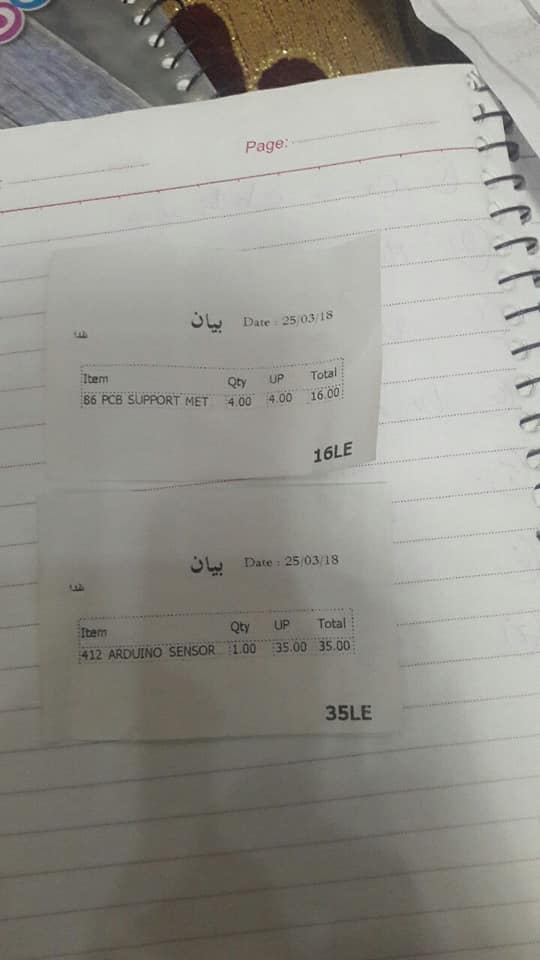 Page:
بيان Date : 25/03/18
نقدا
Item Qty UP Total
86 PCB SUPPORT MET 4.00 4.00 16.00
16LE
بيان Date : 25/03/18
نقدا
Item Qty UP Total
412 ARDUINO SENSOR 1.00 35.00 35.00
35LE